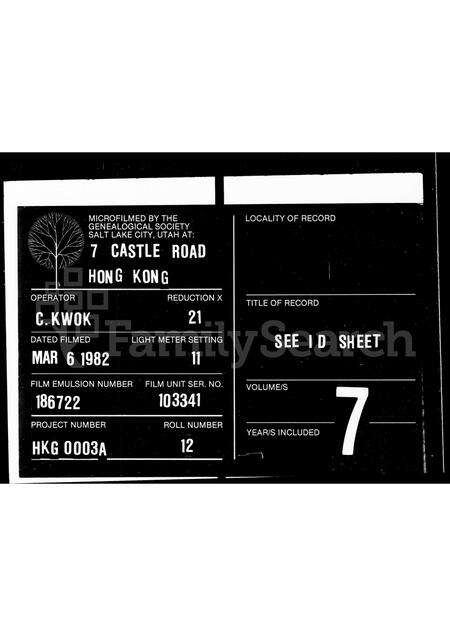 MICROFILMED BY THE
GENEALOGICAL SOCIETY
SALT LAKE CITY, UTAH AT:
7 CASTLE ROAD
HONG KONG
OPERATOR REDUCTION X
C.KWOK 21
DATED FILMED LIGHT METER SETTING
MAR 6 1982 11
FILM EMULSION NUMBER FILM UNIT SER. NO.
186722 103341
PROJECT NUMBER ROLL NUMBER
HKG 0003A 12
LOCALITY OF RECORD
TITLE OF RECORD
SEE ID SHEET
VOLUME/S
7
YEAR/S INCLUDED
FamilySearch